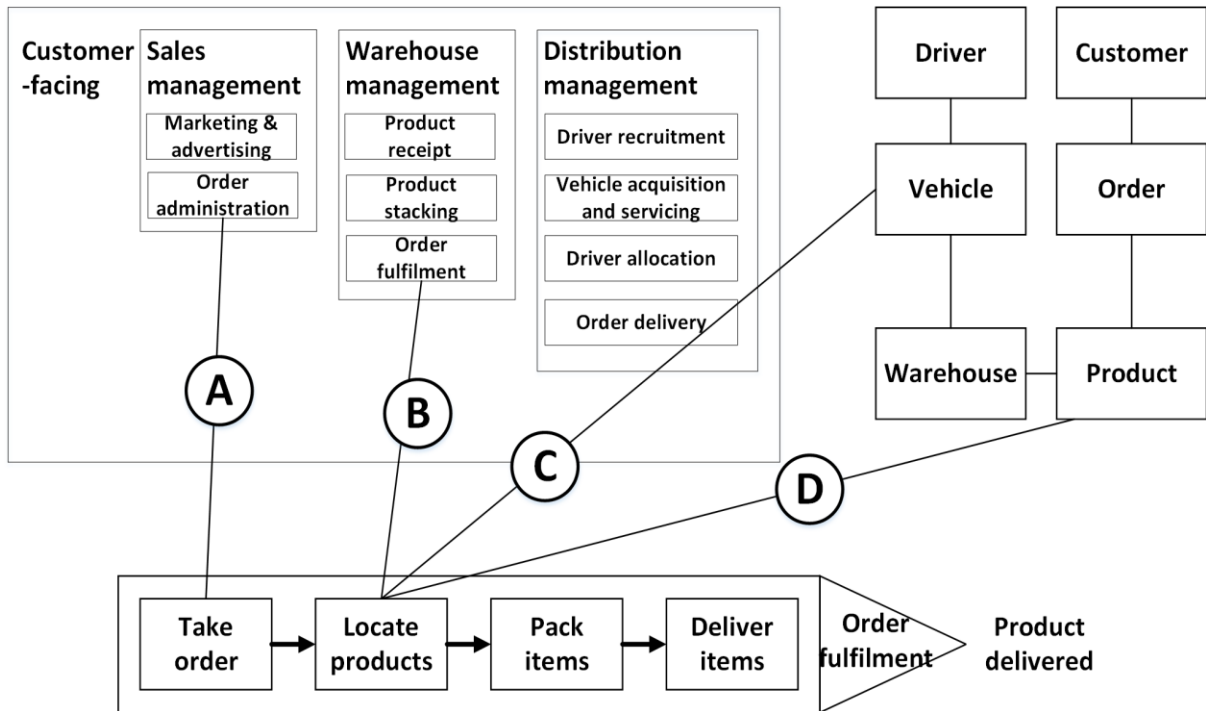 Customer
-facing
Sales
management
Marketing &
advertising
Order
administration
Warehouse
management
Product
receipt
Product
stacking
Order
fulfilment
Distribution
management
Driver recruitment
Vehicle acquisition
and servicing
Driver allocation
Order delivery
Driver
Customer
Vehicle
Order
Warehouse
Product
A
B
C
D
Take
order
Locate
products
Pack
items
Deliver
items
Order
fulfilment
Product
delivered